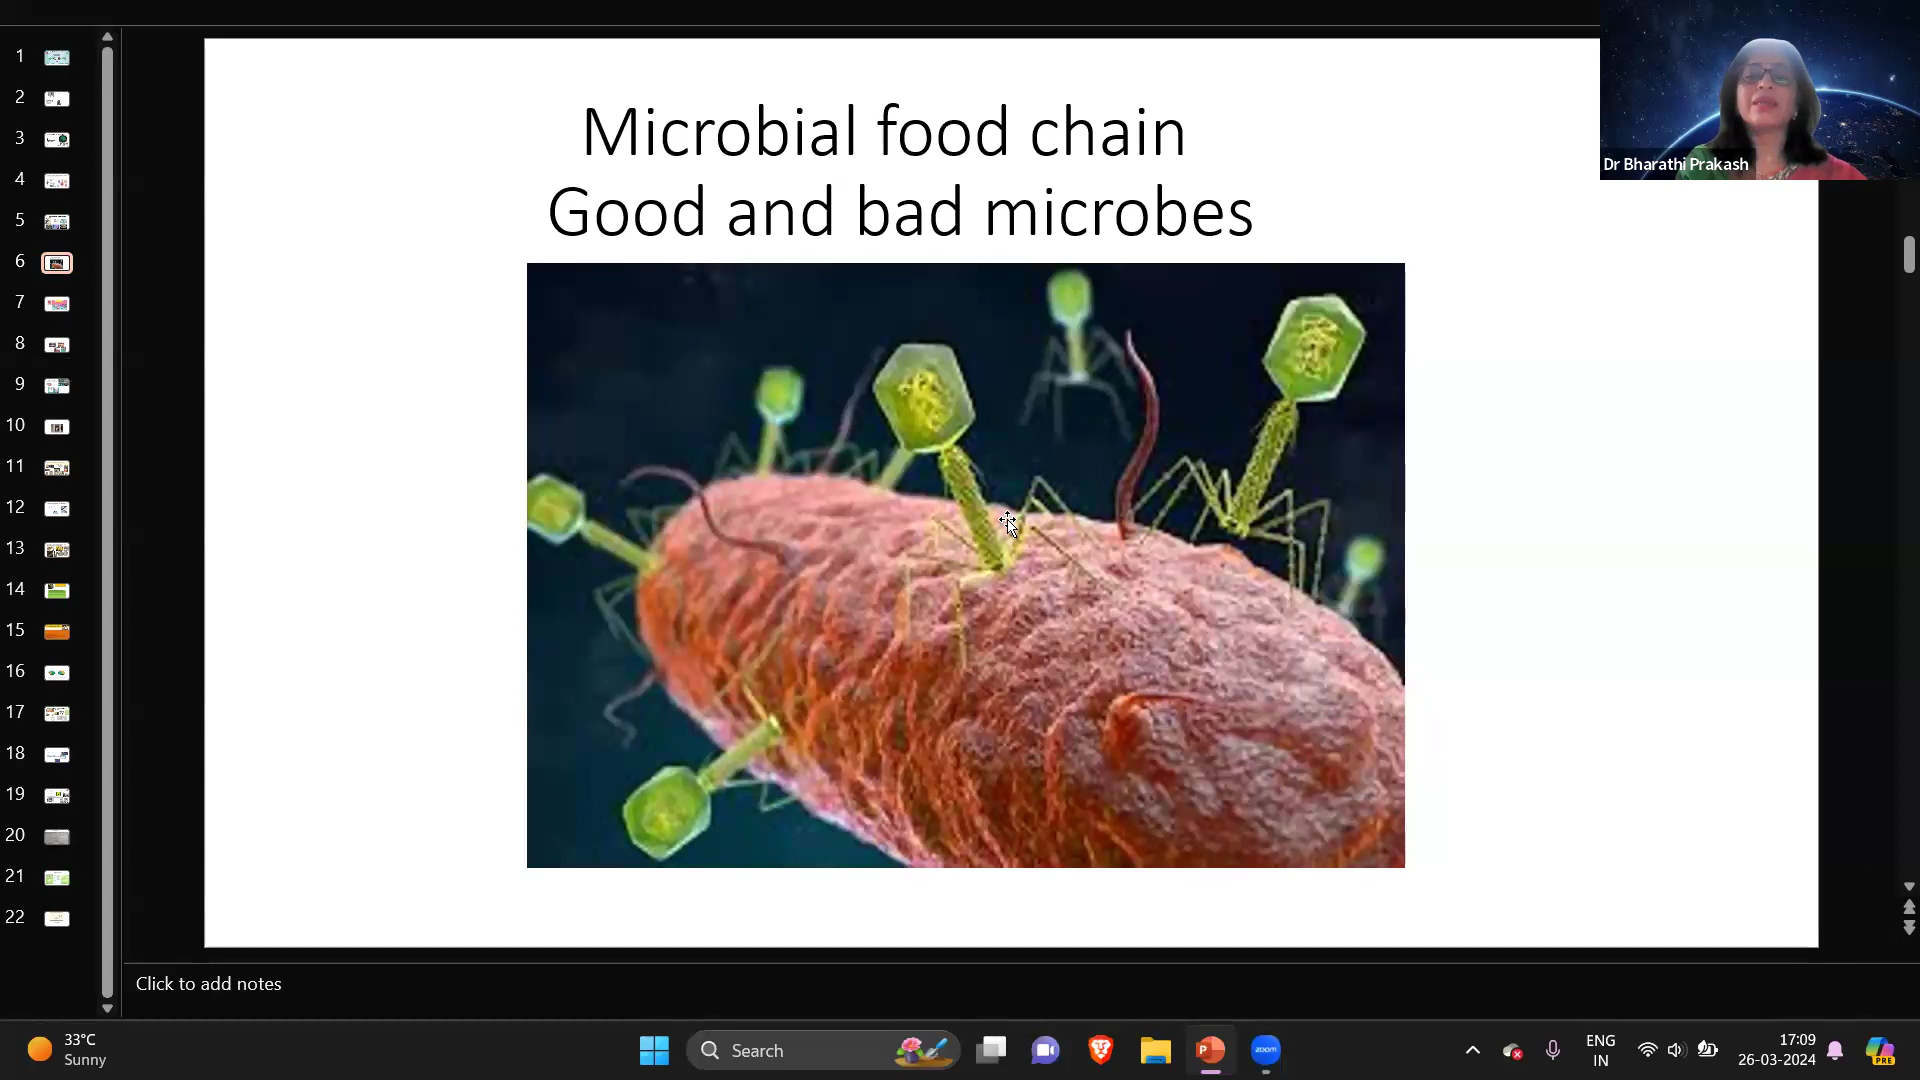 1
2
3
4
5
6
7
8
9
10
11
12
13
14
15
16
17
18
19
20
21
22
Microbial food chain
Good and bad microbes
Dr Bharathi Prakash
Click to add notes
33°C
Sunny
Search
P
zoom
ENG
IN
17:09
26-03-2024
PRE